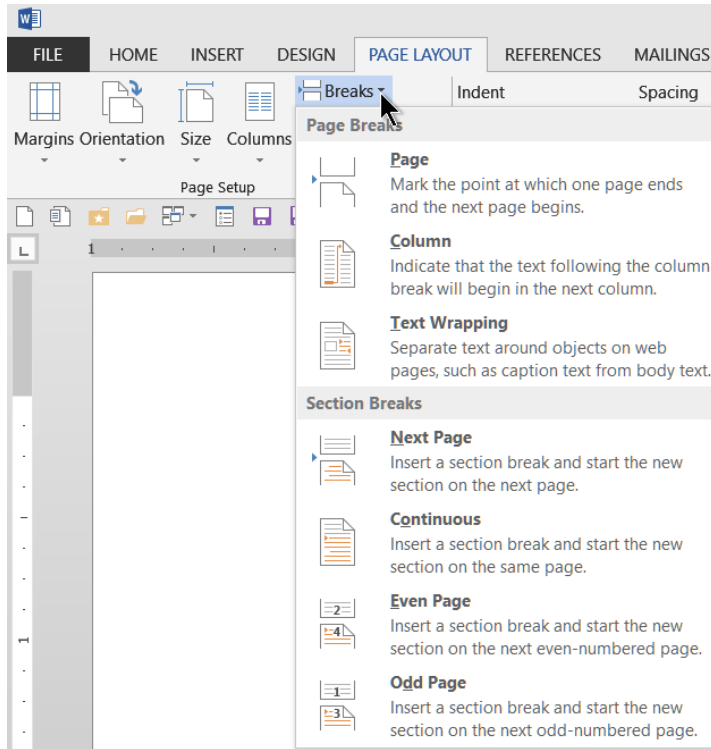 FILE HOME INSERT DESIGN PAGE LAYOUT REFERENCES MAILINGS
Breaks Indent Spacing
Margins Orientation Size Columns
Page Setup
L 1
Page Breaks
Page
Mark the point at which one page ends
and the next page begins.
Column
Indicate that the text following the column
break will begin in the next column.
Text Wrapping
Separate text around objects on web
pages, such as caption text from body text.
Section Breaks
Next Page
Insert a section break and start the new
section on the next page.
Continuous
Insert a section break and start the new
section on the same page.
Even Page
2
4
Insert a section break and start the new
section on the next even-numbered page.
1
Odd Page
1
3
Insert a section break and start the new
section on the next odd-numbered page.